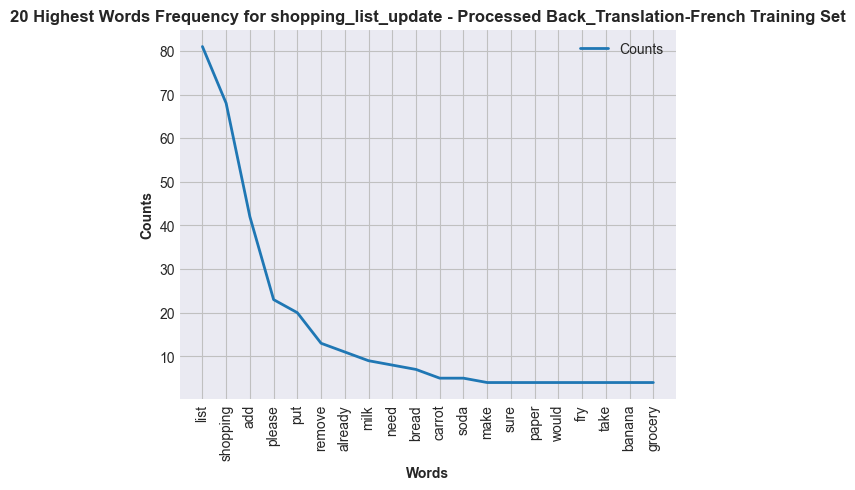 20 Highest Words Frequency for shopping_list_update - Processed Back_Translation-French Training Set
Counts
80
70
60
50
40
30
20
10
Counts
list
shopping
add
please
put
remove
already
milk
need
bread
carrot
soda
make
sure
paper
would
fry
take
banana
grocery
Words